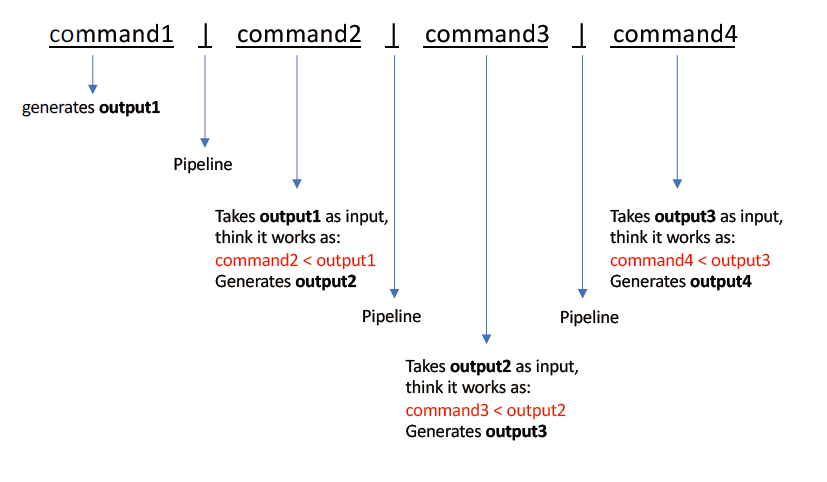 command1 | command2 | command3 | command4
generates output1
Pipeline
Takes output1 as input,
think it works as:
command2 < output1
Generates output2
Takes output3 as input,
think it works as:
command4 < output3
Generates output4
Pipeline
Pipeline
Takes output2 as input,
think it works as:
command3 < output2
Generates output3